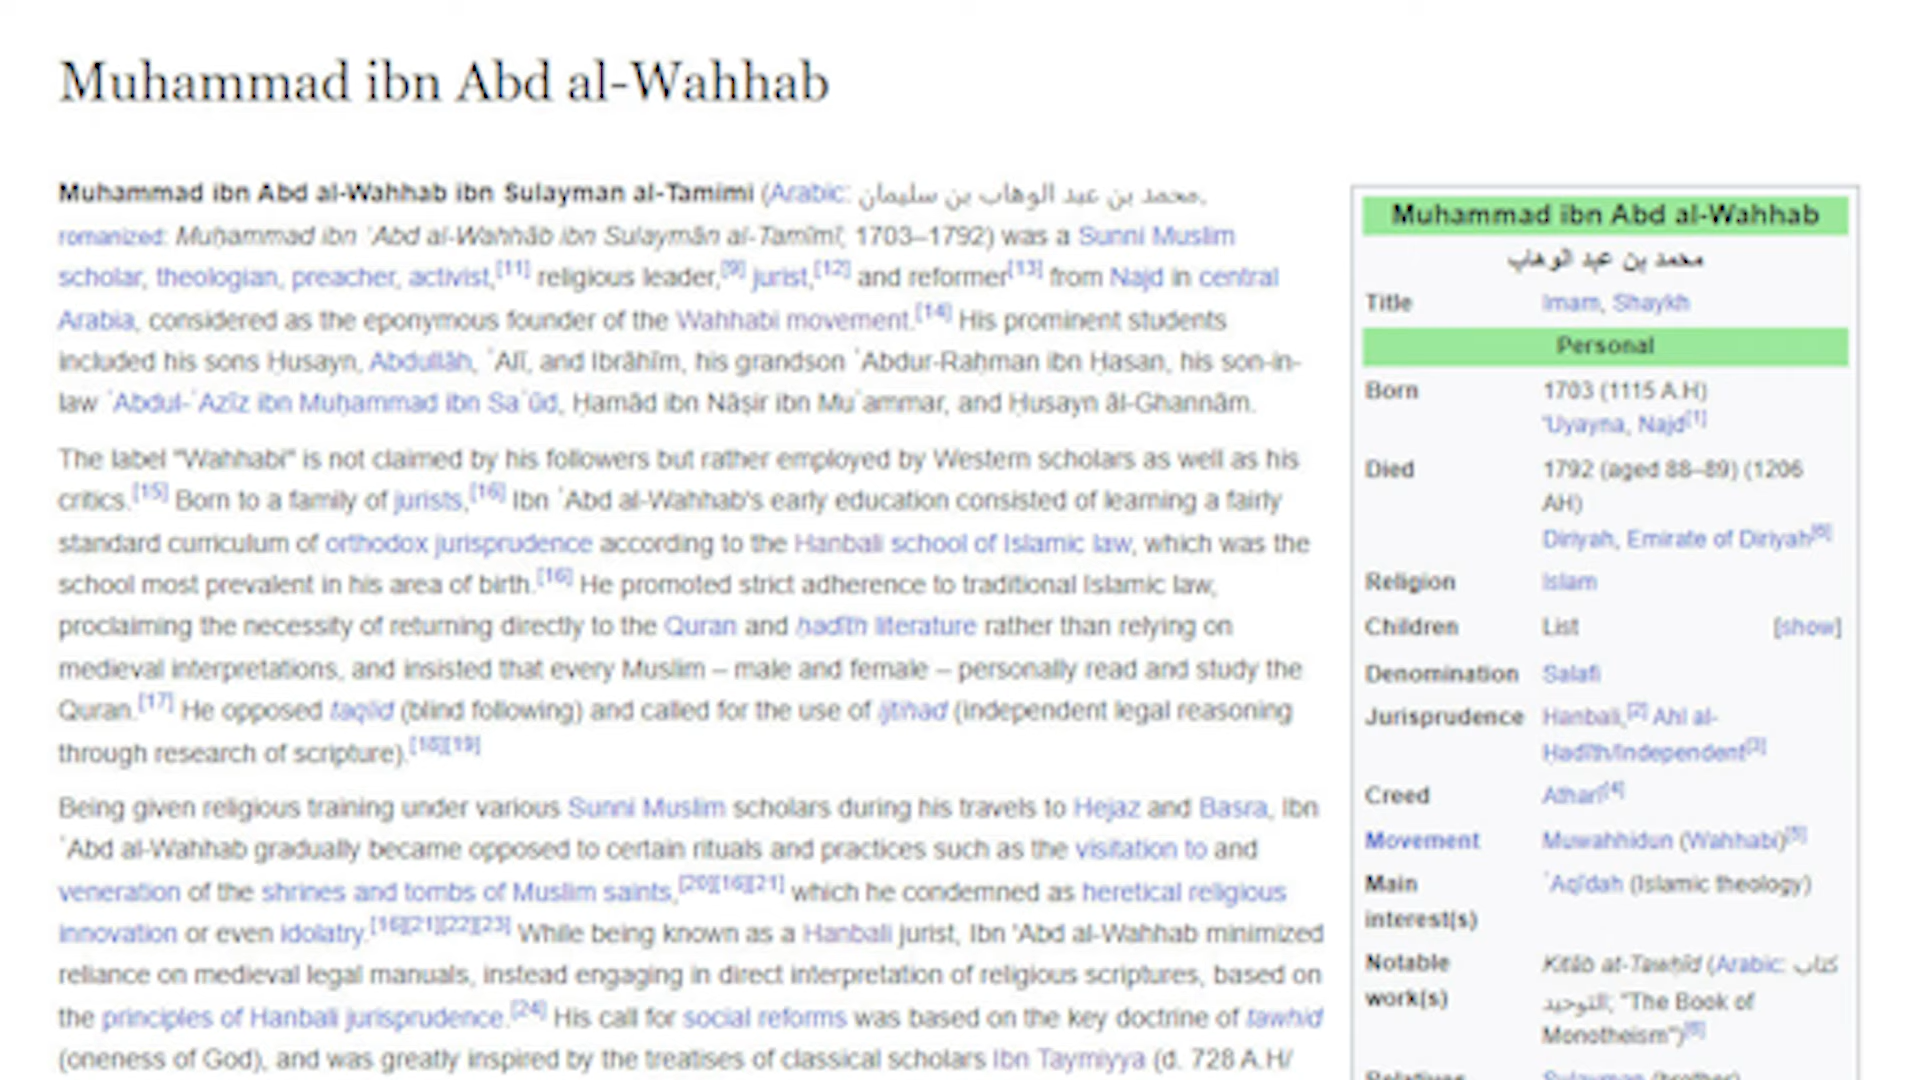 Muhammad ibn Abd al-Wahhab
Muhammad ibn Abd al-Wahhab ibn Sulayman al-Tamimi (Arabic: محمد بن عبد الوهاب بن سليمان,
romanized: Muḥammad ibn ʿAbd al-Wahhāb ibn Sulaymān al-Tamīmī; 1703–1792) was a Sunni Muslim
scholar, theologian, preacher, activist,[11] religious leader,[9] jurist,[12] and reformer[13] from Najd in central
Arabia, considered as the eponymous founder of the Wahhabi movement.[14] His prominent students
included his sons Ḥusayn, Abdullāh, ʿAlī, and Ibrāhīm, his grandson ʿAbdur-Raḥman ibn Ḥasan, his son-in-
law ʿAbdul-ʿAzīz ibn Muḥammad ibn Saʿūd, Ḥamād ibn Nāṣir ibn Muʿammar, and Ḥusayn āl-Ghannām.
The label "Wahhabi" is not claimed by his followers but rather employed by Western scholars as well as his
critics.[15] Born to a family of jurists,[16] Ibn ʿAbd al-Wahhab's early education consisted of learning a fairly
standard curriculum of orthodox jurisprudence according to the Hanbali school of Islamic law, which was the
school most prevalent in his area of birth.[16] He promoted strict adherence to traditional Islamic law,
proclaiming the necessity of returning directly to the Quran and ḥadīth literature rather than relying on
medieval interpretations, and insisted that every Muslim – male and female – personally read and study the
Quran.[17] He opposed taqlid (blind following) and called for the use of ijtihad (independent legal reasoning
through research of scripture).[18][19]
Being given religious training under various Sunni Muslim scholars during his travels to Hejaz and Basra, Ibn
ʿAbd al-Wahhab gradually became opposed to certain rituals and practices such as the visitation to and
veneration of the shrines and tombs of Muslim saints,[20][16][21] which he condemned as heretical religious
innovation or even idolatry.[16][21][22][23] While being known as a Hanbali jurist, Ibn 'Abd al-Wahhab minimized
reliance on medieval legal manuals, instead engaging in direct interpretation of religious scriptures, based on
the principles of Hanbali jurisprudence.[24] His call for social reforms was based on the key doctrine of tawhid
(oneness of God), and was greatly inspired by the treatises of classical scholars Ibn Taymiyya (d. 728 A.H/
Muhammad ibn Abd al-Wahhab
محمد بن عبد الوهاب
Title Imam, Shaykh
Personal
Born 1703 (1115 A.H)
'Uyayna, Najd[1]
Died 1792 (aged 88–89) (1206
AH)
Diriyah, Emirate of Diriyah[6]
Religion Islam
Children List [show]
Denomination Salafi
Jurisprudence Hanbali,[2] Ahl al-
Ḥadīth/Independent[3]
Creed Athari[4]
Movement Muwahhidun (Wahhabi)[5]
Main ʿAqīdah (Islamic theology)
interest(s)
Notable Kitāb at-Tawḥīd (Arabic: كتاب
work(s) التوحيد; "The Book of
Monotheism")[6]
Relatives Sulayman (brother)